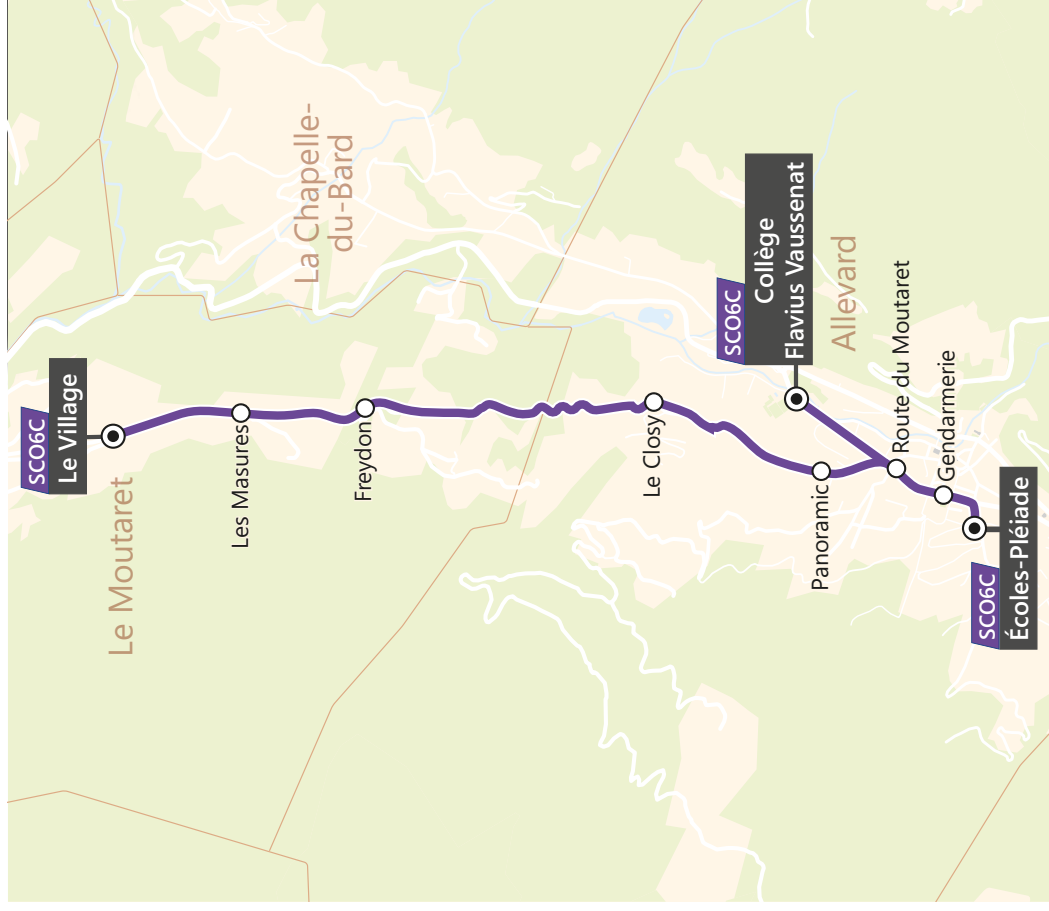 SCO6C
Le Village
Le Moutaret
Les Masures
Freydon
La Chapelle-
du-Bard
Le Closy
SCO6C
Collège
Flavius Vaussenat
Allevard
Panoramic
Route du Moutaret
Gendarmerie
SCO6C
Écoles-Pléiade